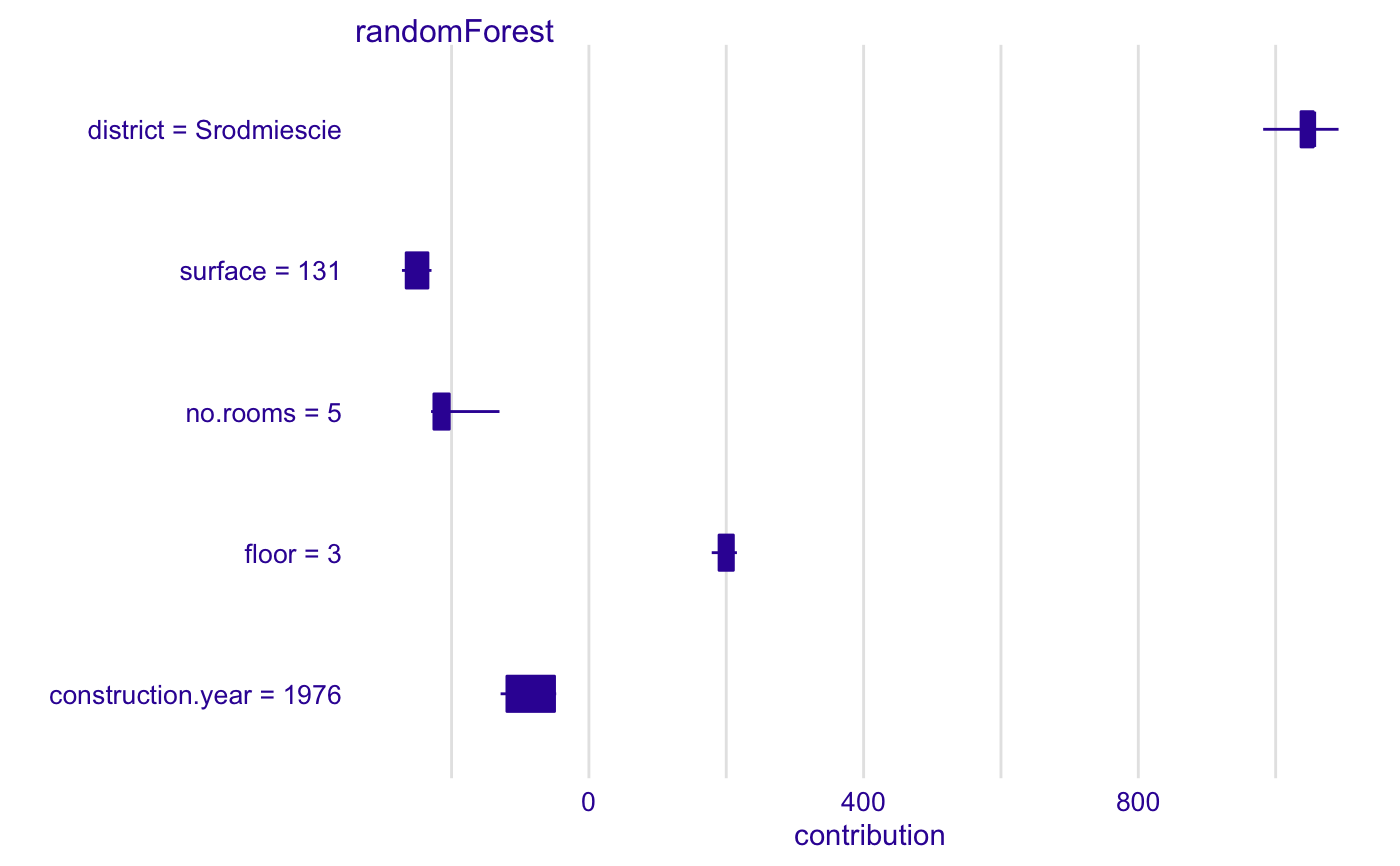 randomForest
district = Srodmiescie
surface = 131
no.rooms = 5
floor = 3
construction.year = 1976
0 400 800
contribution